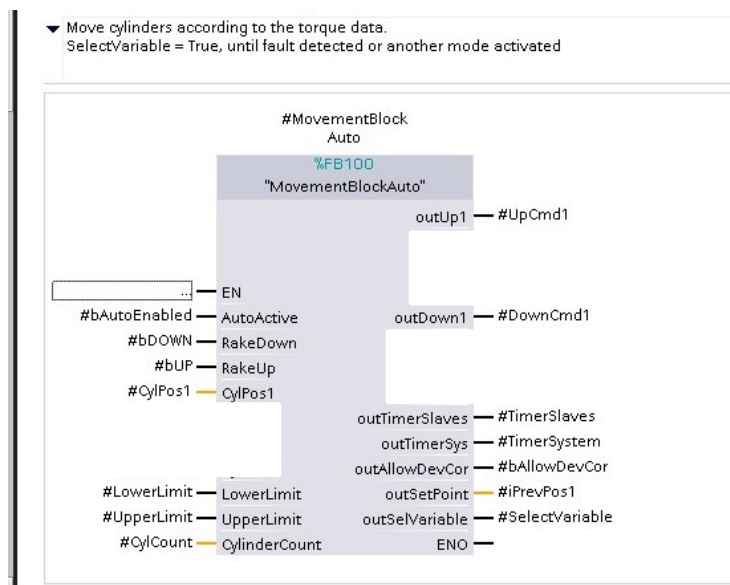 Move cylinders according to the torque data.
SelectVariable = True, until fault detected or another mode activated
#MovementBlock
Auto
%FB100
"MovementBlockAuto"
outUp1 #UpCmd1
... EN
#bAutoEnabled AutoActive outDown1 #DownCmd1
#bDOWN RakeDown
#bUP RakeUp
#CylPos1 CylPos1
outTimerSlaves #TimerSlaves
outTimerSys #TimerSystem
outAllowDevCor #bAllowDevCor
#LowerLimit LowerLimit outSetPoint #iPrevPos1
#UpperLimit UpperLimit outSelVariable #SelectVariable
#CylCount CylinderCount ENO